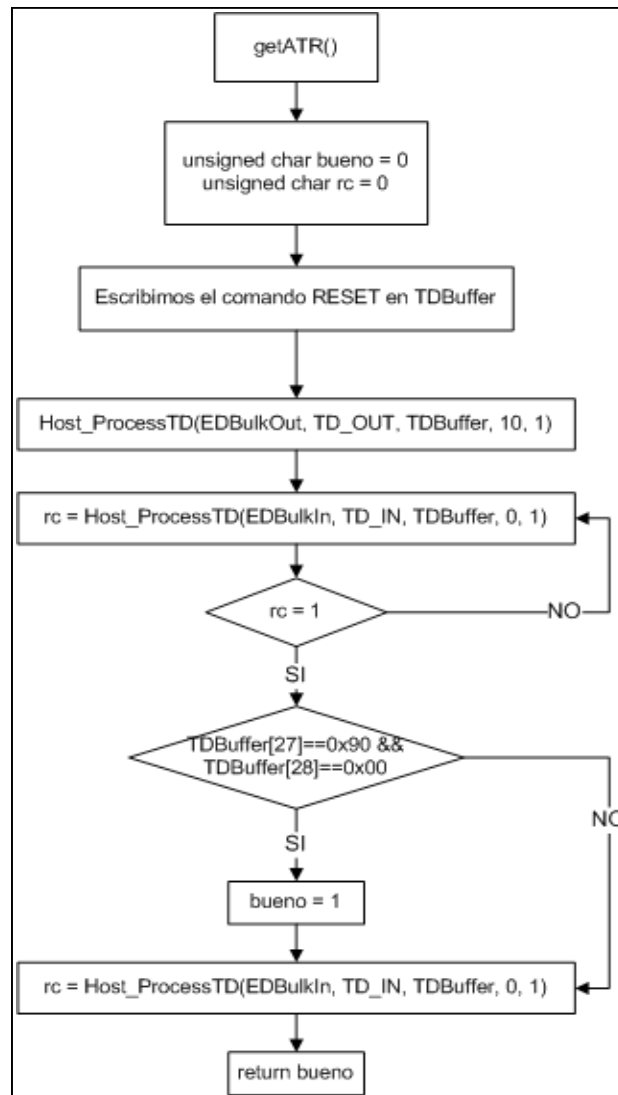 getATR()
unsigned char bueno = 0
unsigned char rc = 0
Escribimos el comando RESET en TDBuffer
Host_ProcessTD(EDBulkOut, TD_OUT, TDBuffer, 10, 1)
rc = Host_ProcessTD(EDBulkIn, TD_IN, TDBuffer, 0, 1)
rc = 1
NO
SI
TDBuffer[27]==0x90 &&
TDBuffer[28]==0x00
NO
SI
bueno = 1
rc = Host_ProcessTD(EDBulkIn, TD_IN, TDBuffer, 0, 1)
return bueno